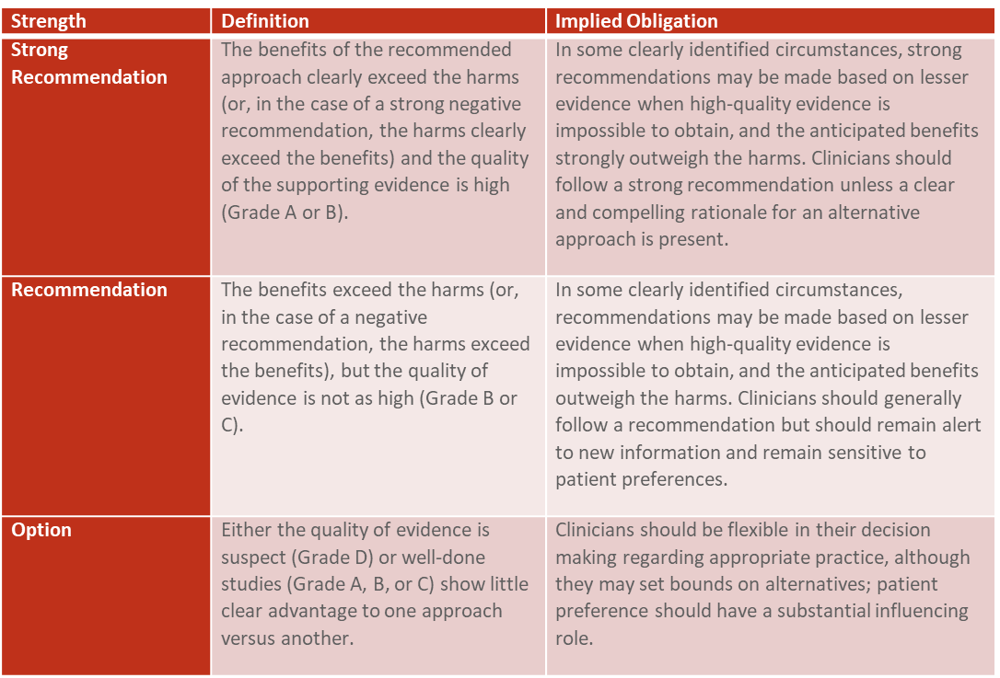 Strength
Definition
Implied Obligation
Strong
Recommendation
The benefits of the recommended
approach clearly exceed the harms
(or, in the case of a strong negative
recommendation, the harms clearly
exceed the benefits) and the quality
of the supporting evidence is high
(Grade A or B).
In some clearly identified circumstances, strong
recommendations may be made based on lesser
evidence when high-quality evidence is
impossible to obtain, and the anticipated benefits
strongly outweigh the harms. Clinicians should
follow a strong recommendation unless a clear
and compelling rationale for an alternative
approach is present.
Recommendation
The benefits exceed the harms (or,
in the case of a negative
recommendation, the harms exceed
the benefits), but the quality of
evidence is not as high (Grade B or
C).
In some clearly identified circumstances,
recommendations may be made based on lesser
evidence when high-quality evidence is
impossible to obtain, and the anticipated benefits
outweigh the harms. Clinicians should generally
follow a recommendation but should remain alert
to new information and remain sensitive to
patient preferences.
Option
Either the quality of evidence is
suspect (Grade D) or well-done
studies (Grade A, B, or C) show little
clear advantage to one approach
versus another.
Clinicians should be flexible in their decision
making regarding appropriate practice, although
they may set bounds on alternatives; patient
preference should have a substantial influencing
role.